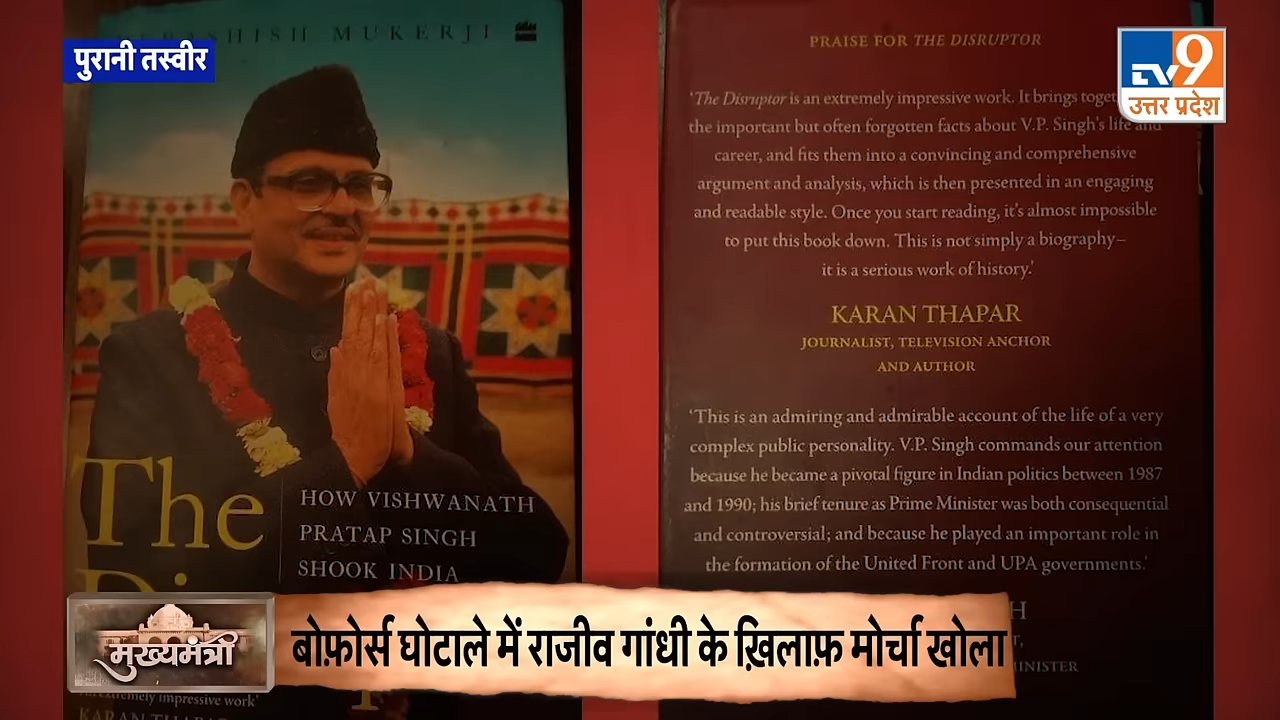 DEBASHISH MUKERJI
पुरानी तस्वीर
The
HOW VISHWANATH
PRATAP SINGH
SHOOK INDIA
extremely impressive work'
KARAN THAPAR
PRAISE FOR THE DISRUPTOR
'The Disruptor is an extremely impressive work. It brings
the important but often forgotten facts about V.P. Singh's life and
career, and fits them into a convincing and comprehensive
argument and analysis, which is then presented in an engaging
and readable style. Once you start reading, it's almost impossible
to put this book down. This is not simply a biography–
it is a serious work of history.'
KARAN THAPAR
JOURNALIST, TELEVISION ANCHOR
AND AUTHOR
'This is an admiring and admirable account of the life of a very
complex public personality. V.P. Singh commands our attention
because he became a pivotal figure in Indian politics between 1987
and 1990; his brief tenure as Prime Minister was both consequential
and controversial; and because he played an important role in
the formation of the United Front and UPA governments.'
TV9
उत्तर प्रदेश
मुख्यमंत्री
बोफ़ोर्स घोटाले में राजीव गांधी के ख़िलाफ़ मोर्चा खोला